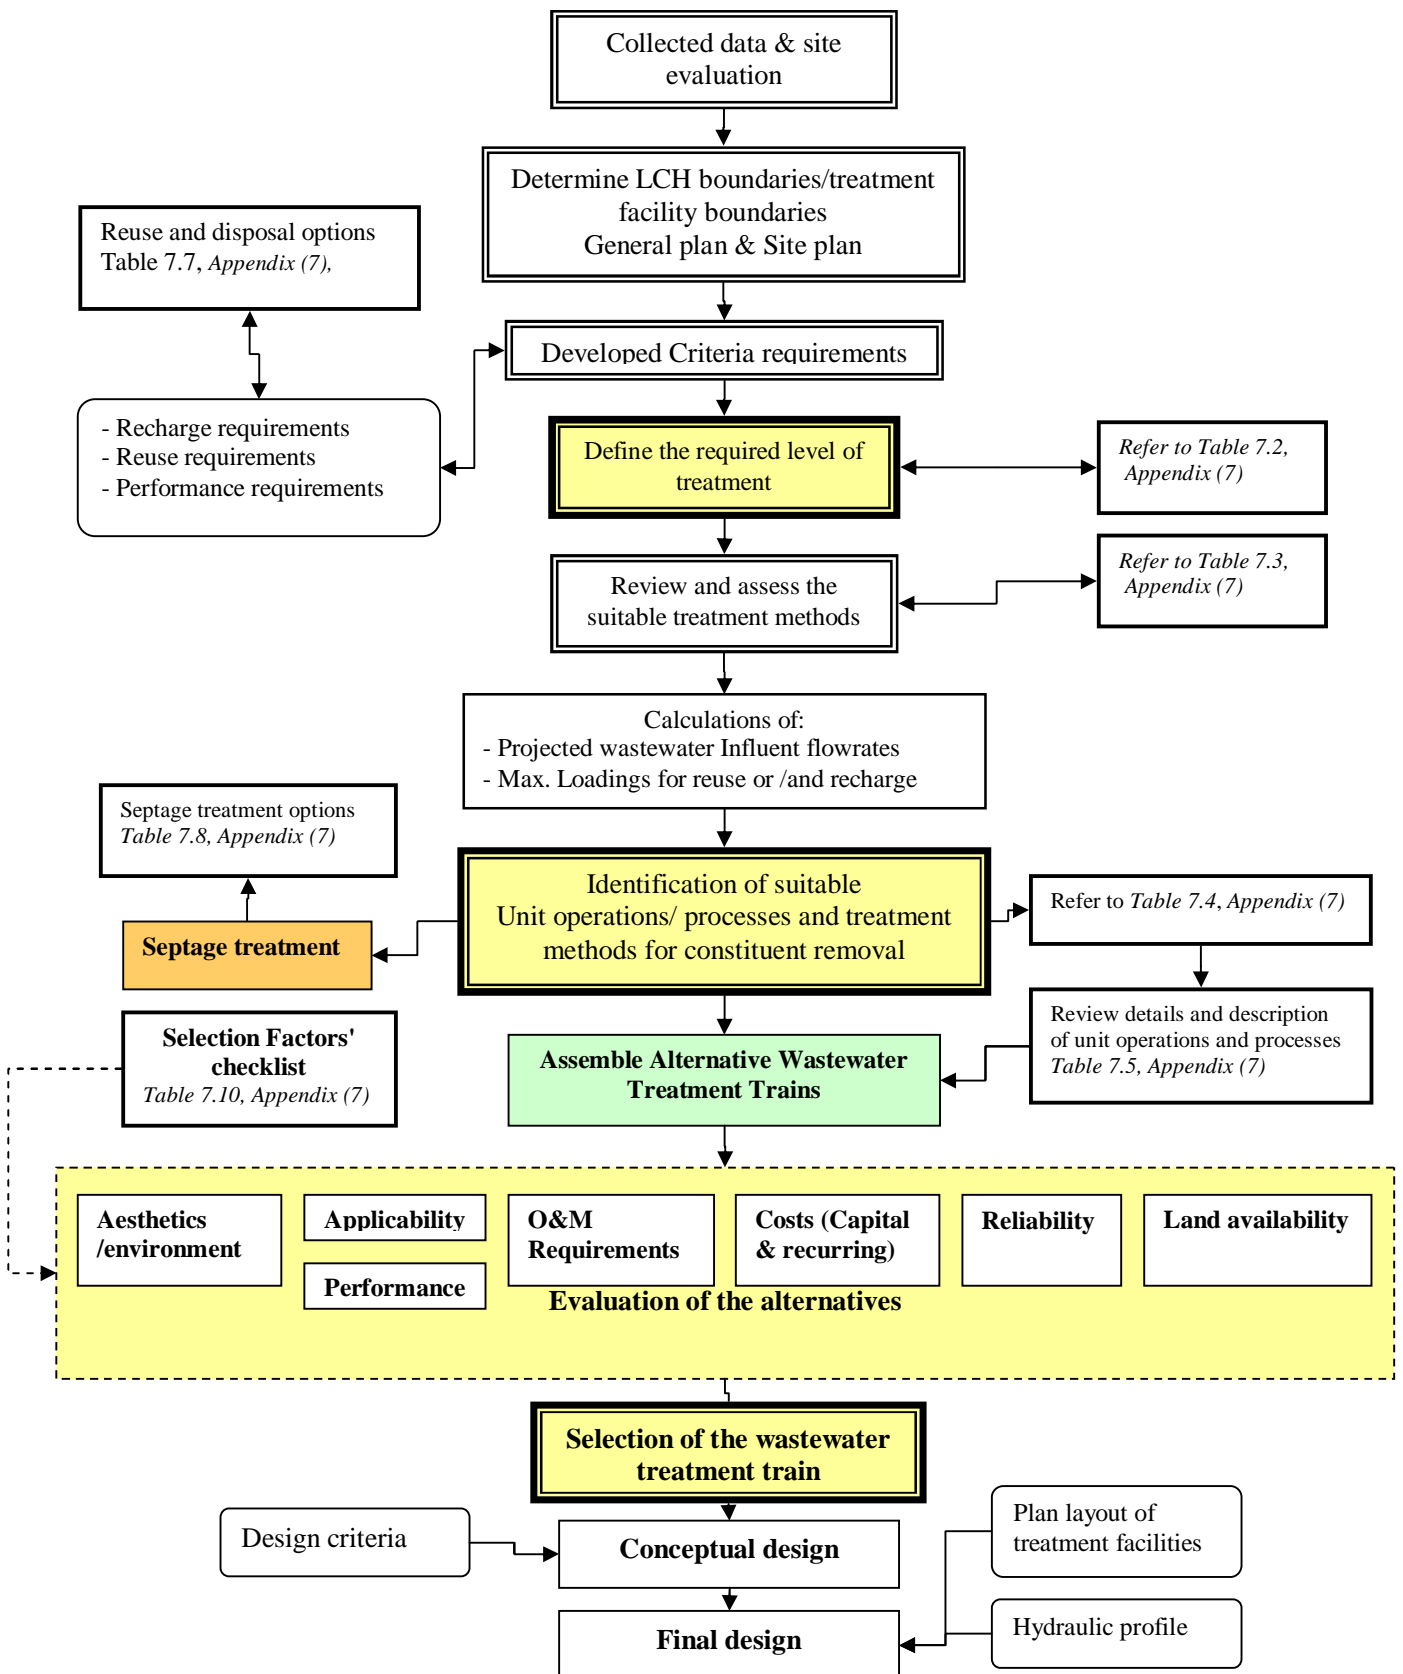 Collected data & site
evaluation
Determine LCH boundaries/treatment
facility boundaries
General plan & Site plan
Reuse and disposal options
Table 7.7, Appendix (7),
Developed Criteria requirements
- Recharge requirements
- Reuse requirements
- Performance requirements
Define the required level of
treatment
Refer to Table 7.2,
Appendix (7)
Review and assess the
suitable treatment methods
Refer to Table 7.3,
Appendix (7)
Calculations of:
- Projected wastewater Influent flowrates
- Max. Loadings for reuse or /and recharge
Septage treatment options
Table 7.8, Appendix (7)
Identification of suitable
Unit operations/ processes and treatment
methods for constituent removal
Refer to Table 7.4, Appendix (7)
Septage treatment
Review details and description
of unit operations and processes
Table 7.5, Appendix (7)
Selection Factors'
checklist
Table 7.10, Appendix (7)
Assemble Alternative Wastewater
Treatment Trains
Aesthetics
/environment
Applicability
Performance
O&M
Requirements
Costs (Capital
& recurring)
Reliability
Land availability
Evaluation of the alternatives
Selection of the wastewater
treatment train
Design criteria
Conceptual design
Plan layout of
treatment facilities
Final design
Hydraulic profile